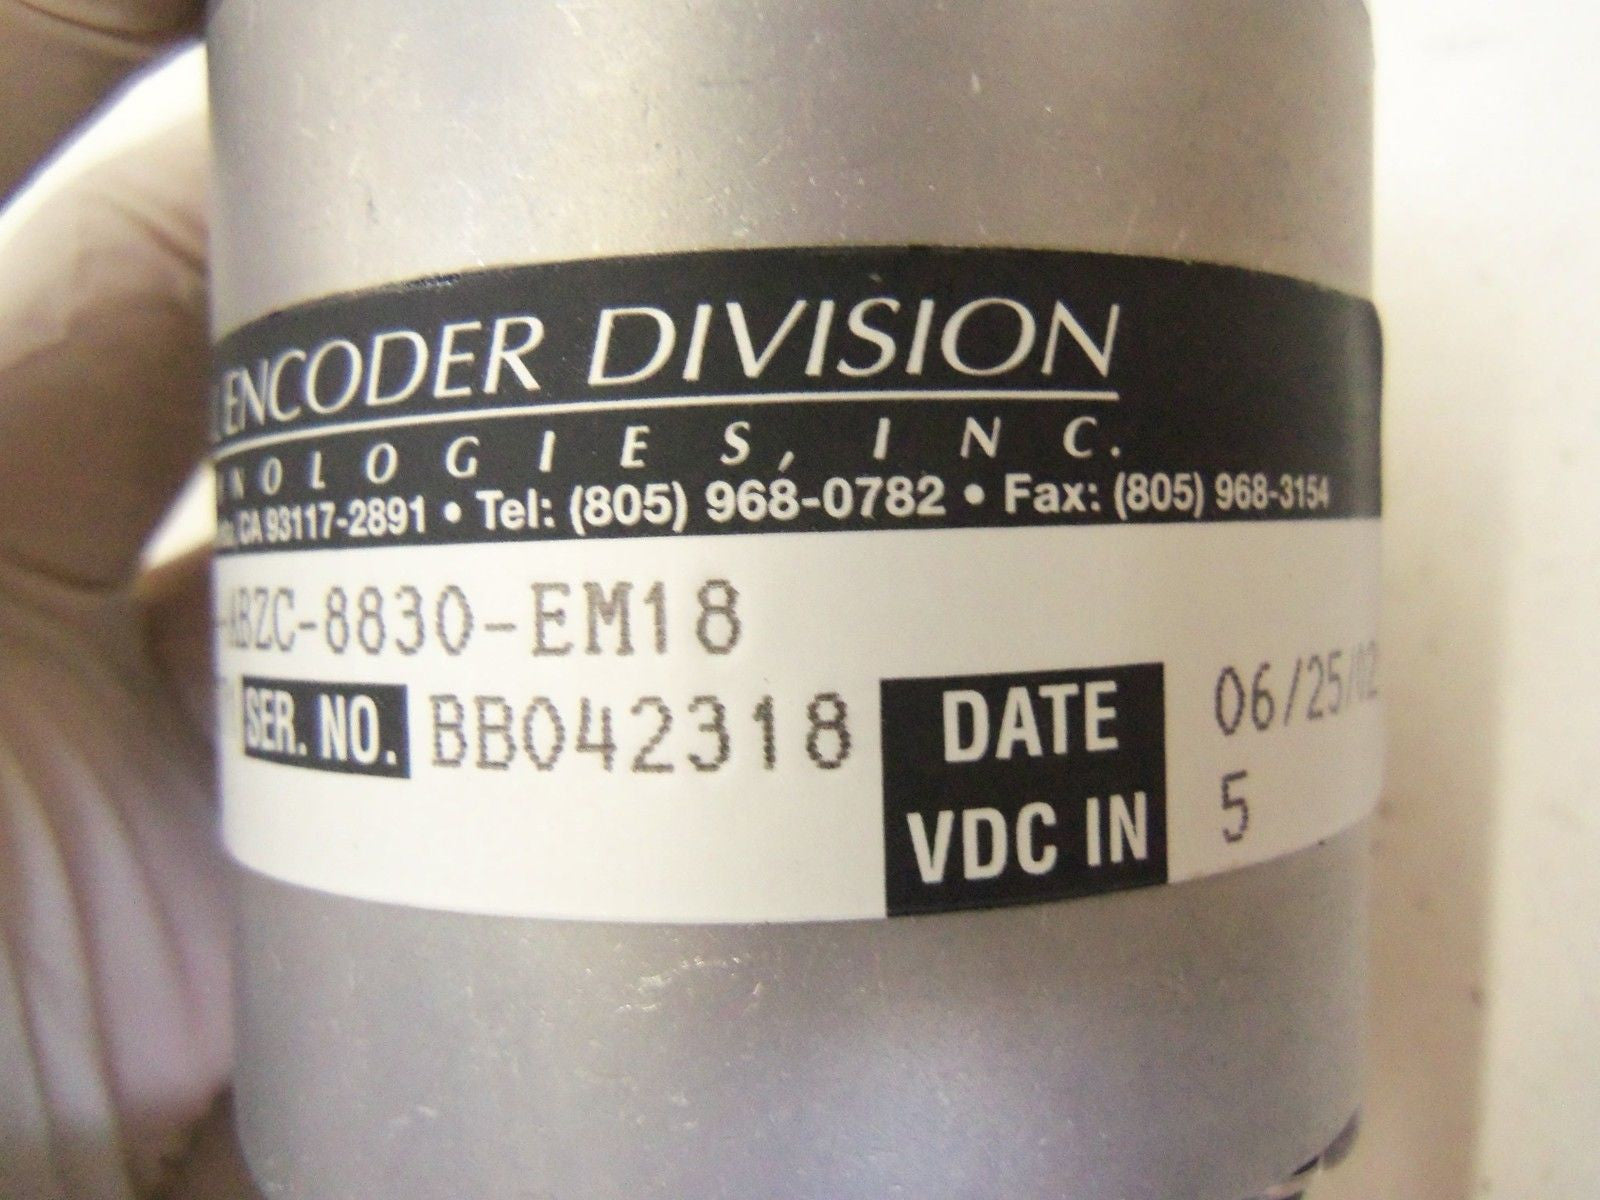 ENCODER DIVISION
NOLOGIES, INC.
CA 93117-2891 • Tel: (805) 968-0782 • Fax: (805) 968-3154
-ABZC-8830-EM18
SER. NO. BB042318 DATE 06/25/02
VDC IN 5